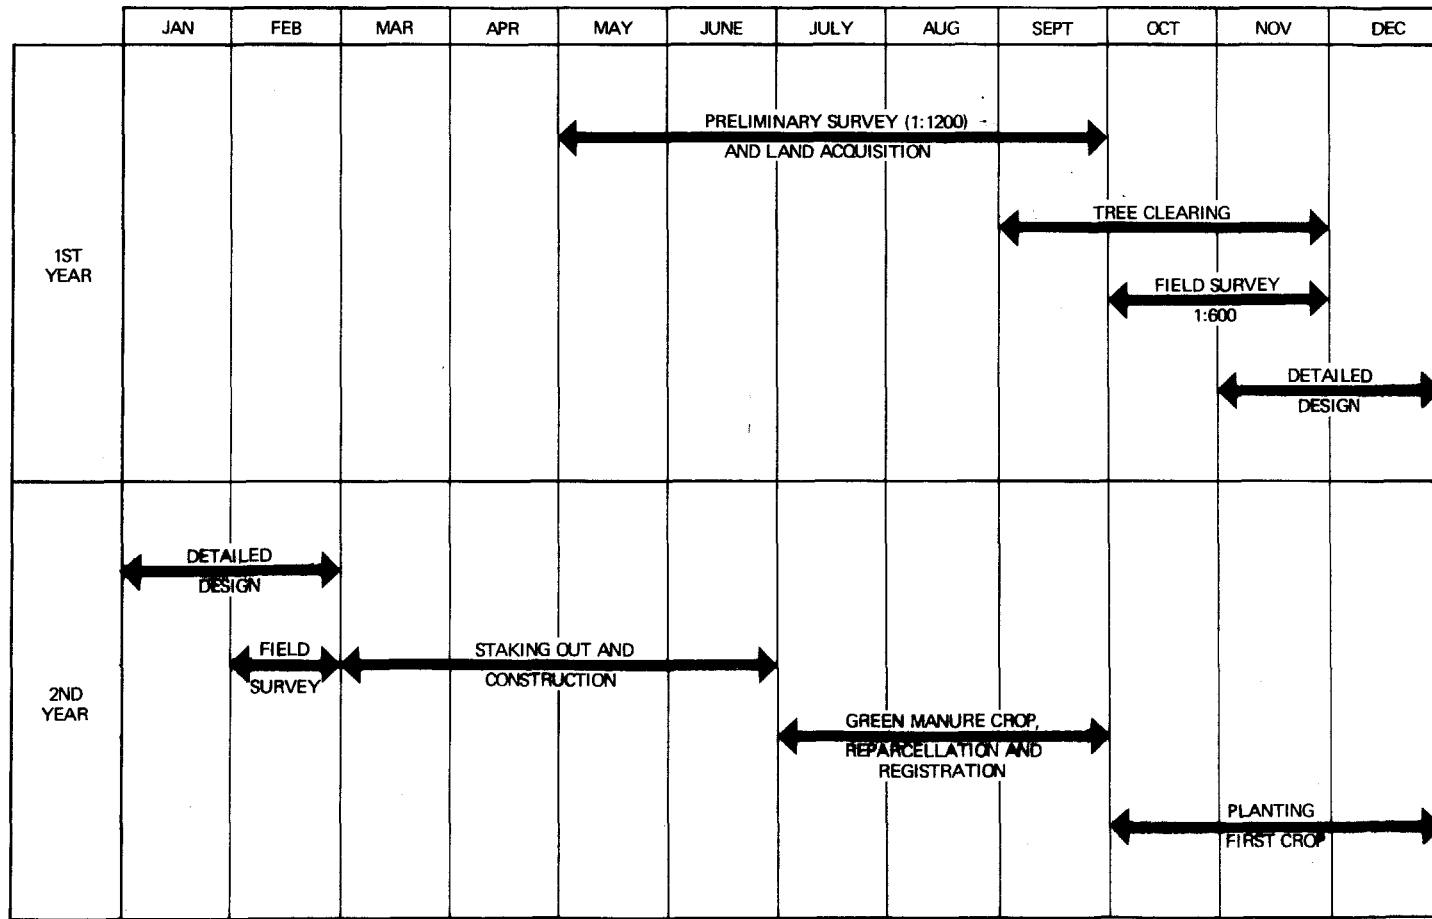 JAN FEB MAR APR MAY JUNE JULY AUG SEPT OCT NOV DEC
1ST
YEAR
PRELIMINARY SURVEY (1:1200)
AND LAND ACQUISITION
TREE CLEARING
FIELD SURVEY
1:600
DETAILED
DESIGN
2ND
YEAR
DETAILED
DESIGN
FIELD
SURVEY
STAKING OUT AND
CONSTRUCTION
GREEN MANURE CROP,
REPARCELLATION AND
REGISTRATION
PLANTING
FIRST CROP